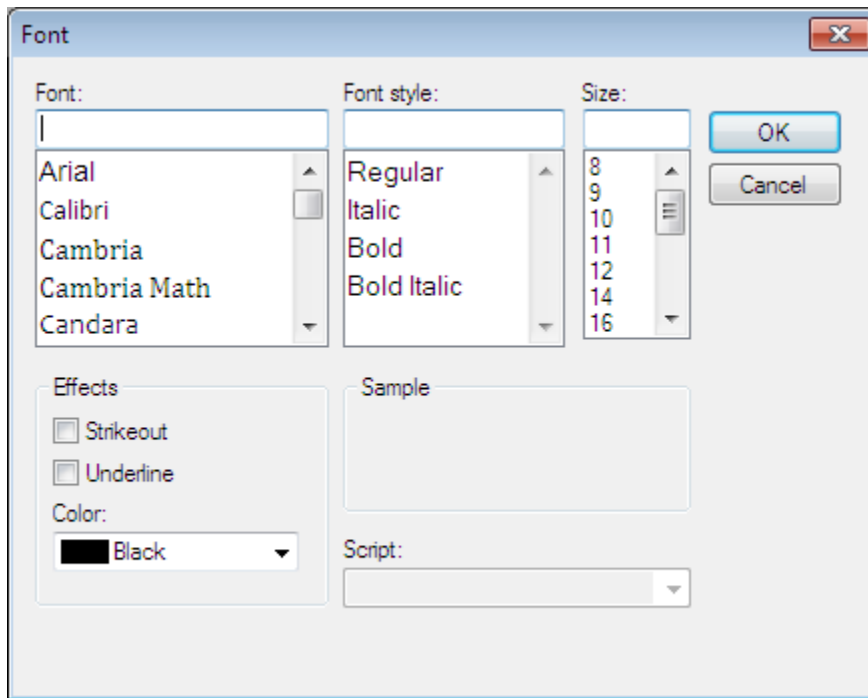 Font
Font:
Font style:
Size:
OK
Cancel
Arial
Calibri
Cambria
Cambria Math
Candara
Regular
Italic
Bold
Bold Italic
8
9
10
11
12
14
16
Effects
Strikeout
Underline
Color:
Black
Sample
Script: